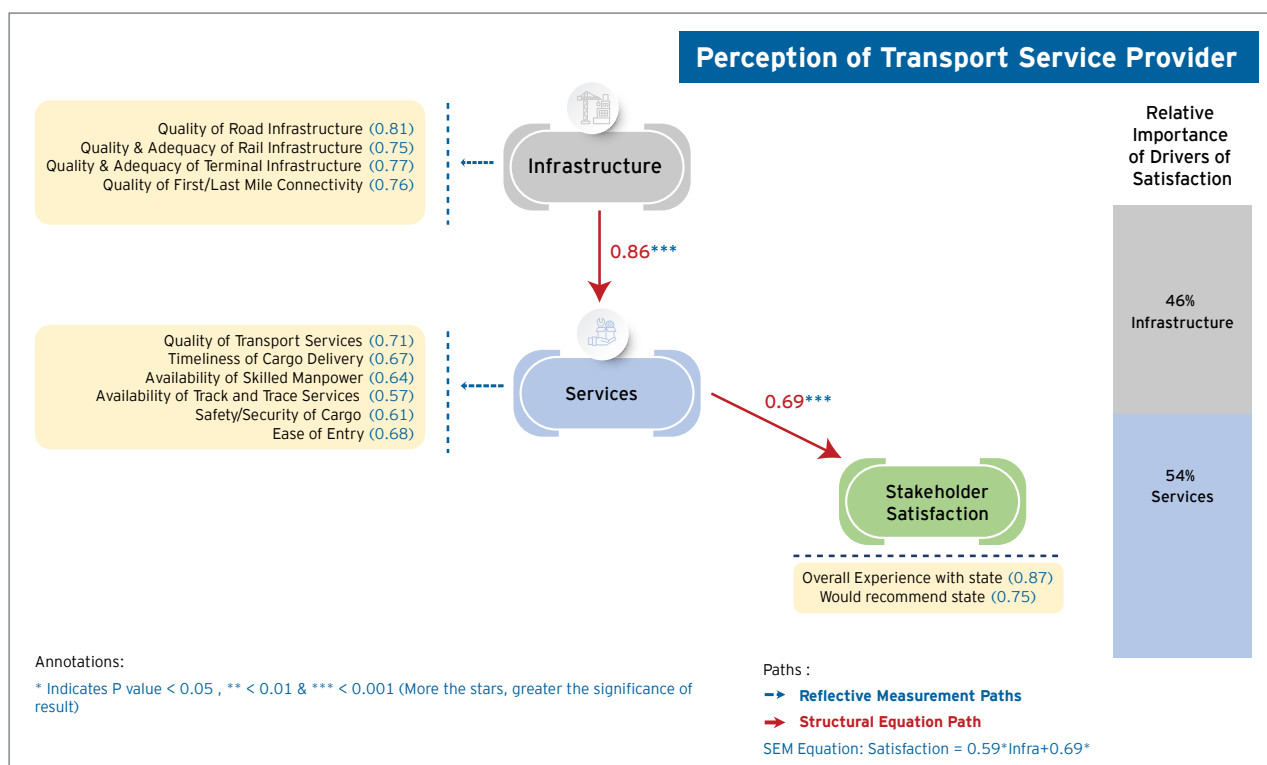 Perception of Transport Service Provider
Quality of Road Infrastructure (0.81)
Quality & Adequacy of Rail Infrastructure (0.75)
Quality & Adequacy of Terminal Infrastructure (0.77)
Quality of First/Last Mile Connectivity (0.76)
Infrastructure
0.86***
Quality of Transport Services (0.71)
Timeliness of Cargo Delivery (0.67)
Availability of Skilled Manpower (0.64)
Availability of Track and Trace Services (0.57)
Safety/Security of Cargo (0.61)
Ease of Entry (0.68)
Services
0.69***
Stakeholder
Satisfaction
Overall Experience with state (0.87)
Would recommend state (0.75)
Relative
Importance
of Drivers of
Satisfaction
46%
Infrastructure
54%
Services
Annotations:
* Indicates P value < 0.05 , ** < 0.01 & *** < 0.001 (More the stars, greater the significance of
result)
Paths :
Reflective Measurement Paths
Structural Equation Path
SEM Equation: Satisfaction = 0.59*Infra+0.69*